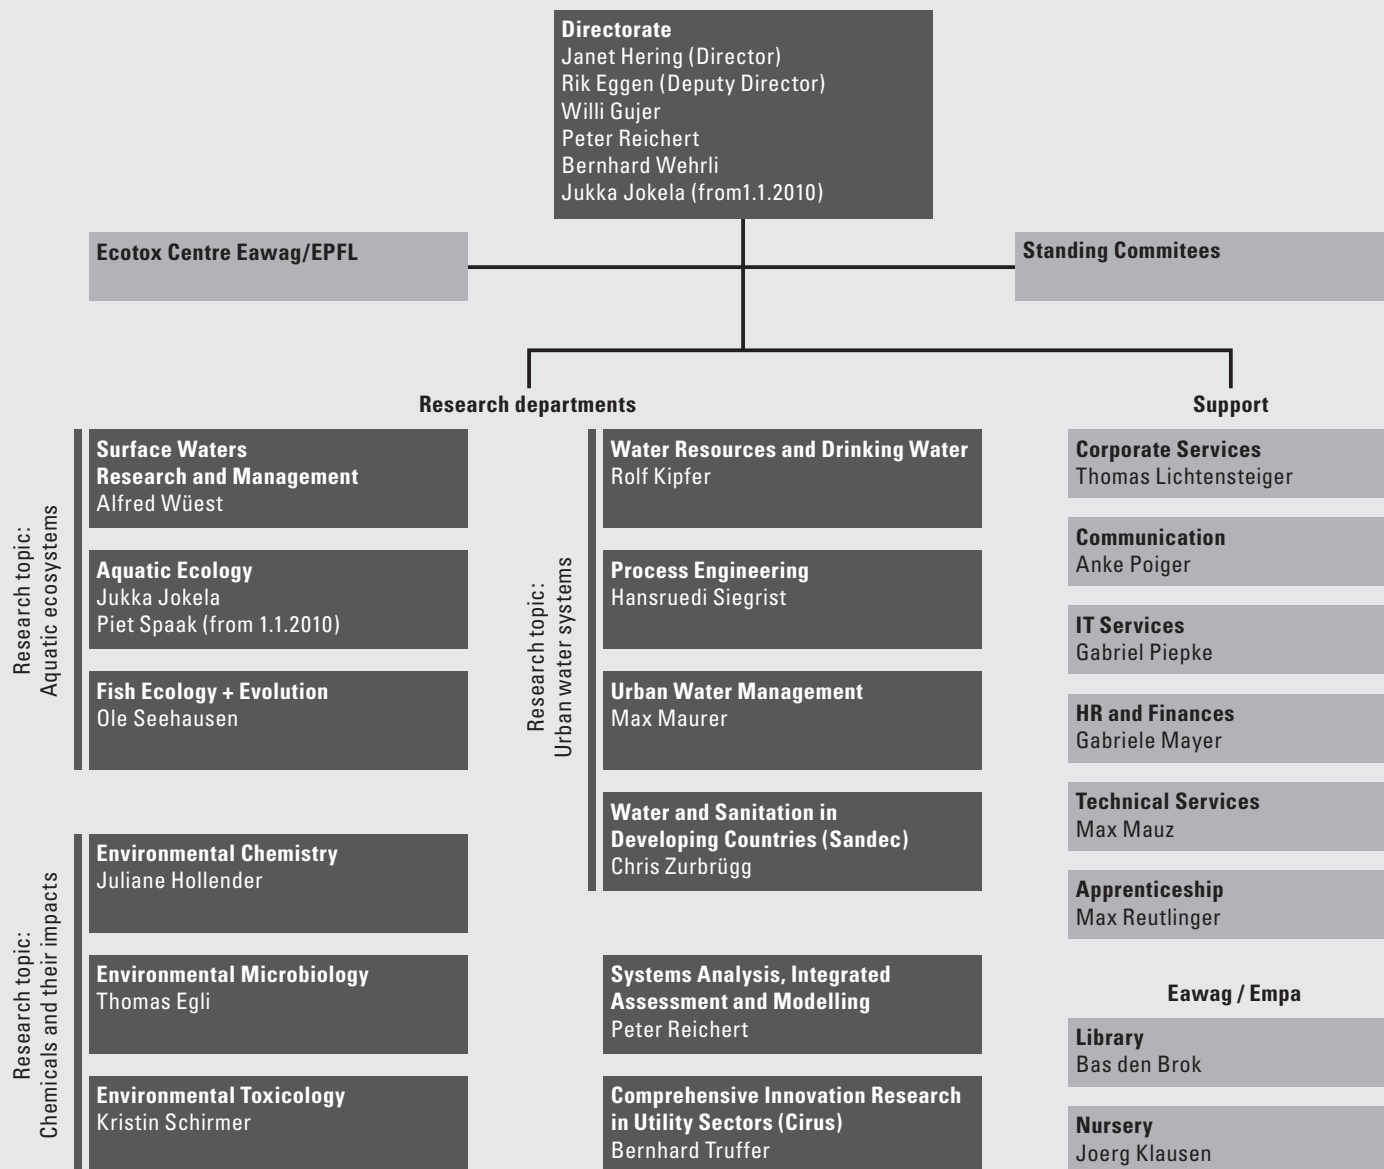 Directorate
Janet Hering (Director)
Rik Eggen (Deputy Director)
Willi Gujer
Peter Reichert
Bernhard Wehrli
Jukka Jokela (from1.1.2010)
Ecotox Centre Eawag/EPFL
Standing Commitees
Research departments
Research topic:
Aquatic ecosystems
Surface Waters
Research and Management
Alfred Wüest
Aquatic Ecology
Jukka Jokela
Piet Spaak (from 1.1.2010)
Fish Ecology + Evolution
Ole Seehausen
Research topic:
Chemicals and their impacts
Environmental Chemistry
Juliane Hollender
Environmental Microbiology
Thomas Egli
Environmental Toxicology
Kristin Schirmer
Research topic:
Urban water systems
Water Resources and Drinking Water
Rolf Kipfer
Process Engineering
Hansruedi Siegrist
Urban Water Management
Max Maurer
Water and Sanitation in
Developing Countries (Sandec)
Chris Zurbrügg
Systems Analysis, Integrated
Assessment and Modelling
Peter Reichert
Comprehensive Innovation Research
in Utility Sectors (Cirus)
Bernhard Truffer
Support
Corporate Services
Thomas Lichtensteiger
Communication
Anke Poiger
IT Services
Gabriel Piepke
HR and Finances
Gabriele Mayer
Technical Services
Max Mauz
Apprenticeship
Max Reutlinger
Eawag / Empa
Library
Bas den Brok
Nursery
Joerg Klausen